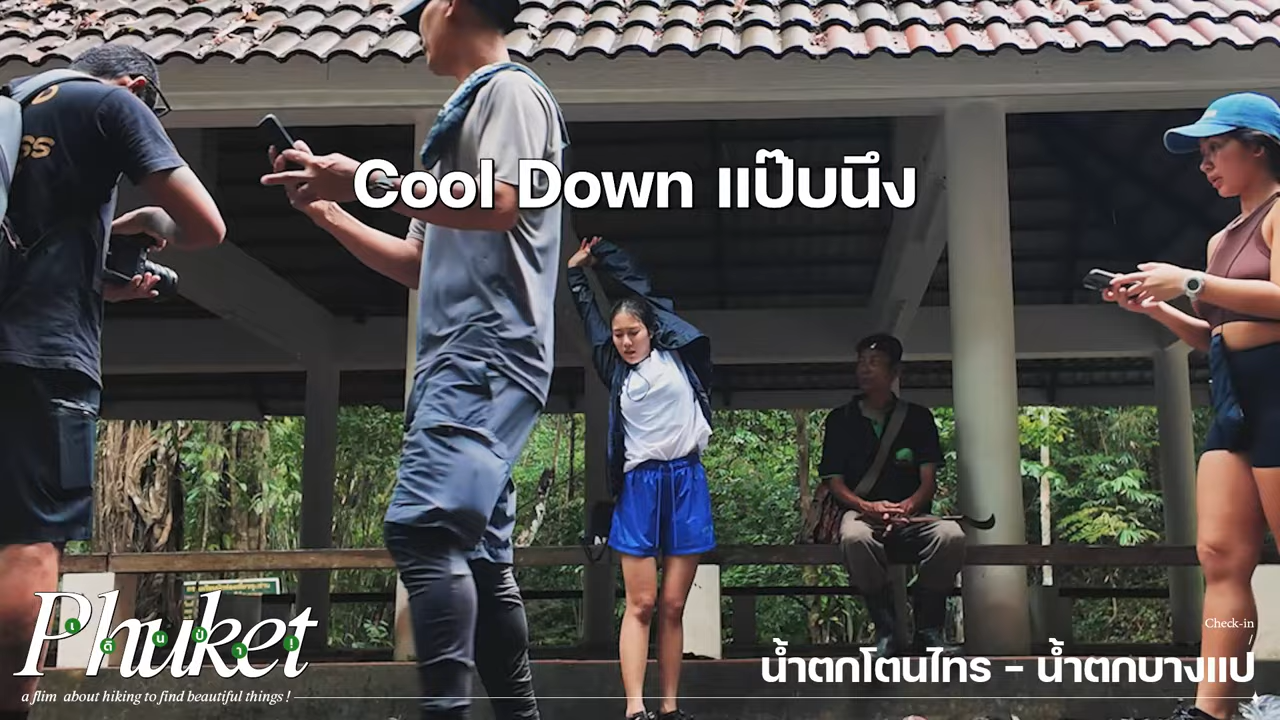 Cool Down แป๊บนึง
Phuket
เดินป่า !
a flim about hiking to find beautiful things !
Check-in
/
น้ำตกโตนไทร - น้ำตกบางแป